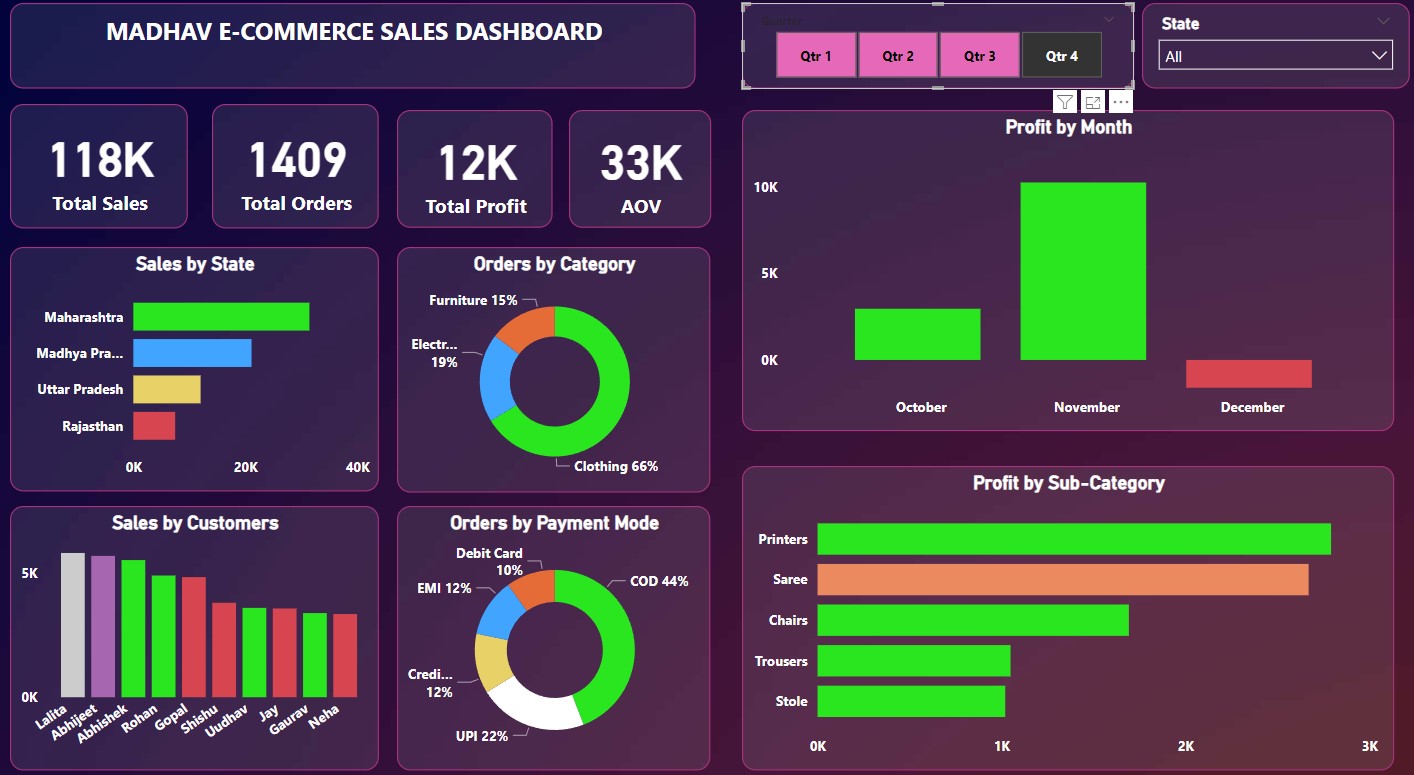 MADHAV E-COMMERCE SALES DASHBOARD
Quarter
Qtr 1 Qtr 2 Qtr 3 Qtr 4
State
All
118K
Total Sales
1409
Total Orders
12K
Total Profit
33K
AOV
Profit by Month
10K
5K
0K
October November December
Sales by State
Maharashtra
Madhya Pra...
Uttar Pradesh
Rajasthan
0K 20K 40K
Orders by Category
Furniture 15%
Electr...
19%
Clothing 66%
Sales by Customers
5K
0K
Lalita Abhijeet Abhishek Rohan Gopal Shishu Uudhav Jay Gaurav Neha
Orders by Payment Mode
Debit Card
10%
COD 44%
EMI 12%
Credi...
12%
UPI 22%
Profit by Sub-Category
Printers
Saree
Chairs
Trousers
Stole
0K 1K 2K 3K